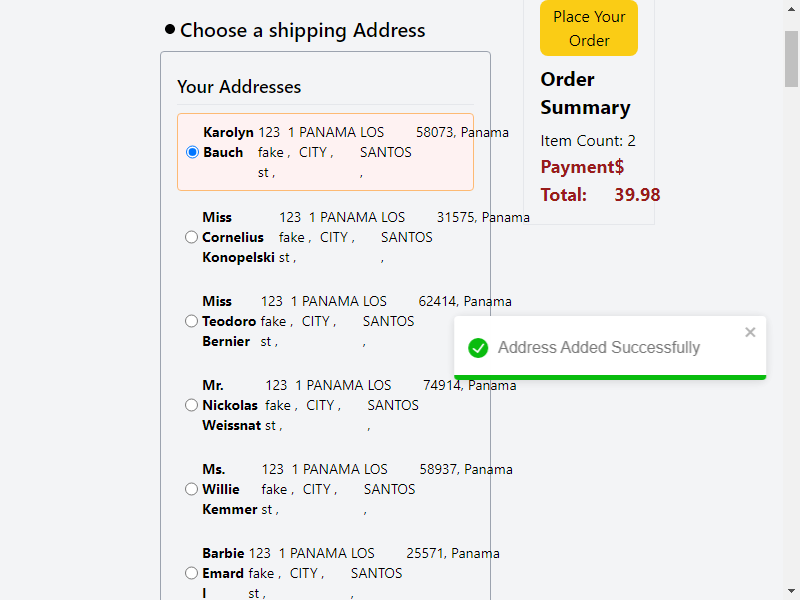 Choose a shipping Address
Your Addresses
Karolyn 123 1 PANAMA LOS 58073, Panama
Bauch fake , CITY , SANTOS
st , ,
Miss 123 1 PANAMA LOS 31575, Panama
Cornelius fake , CITY , SANTOS
Konopelski st , ,
Miss 123 1 PANAMA LOS 62414, Panama
Teodoro fake , CITY , SANTOS
Bernier st , ,
Mr. 123 1 PANAMA LOS 74914, Panama
Nickolas fake , CITY , SANTOS
Weissnat st , ,
Ms. 123 1 PANAMA LOS 58937, Panama
Willie fake , CITY , SANTOS
Kemmer st , ,
Barbie 123 1 PANAMA LOS 25571, Panama
Emard fake , CITY , SANTOS
I st , ,
Place Your
Order
Order
Summary
Item Count: 2
Payment$
Total: 39.98
Address Added Successfully